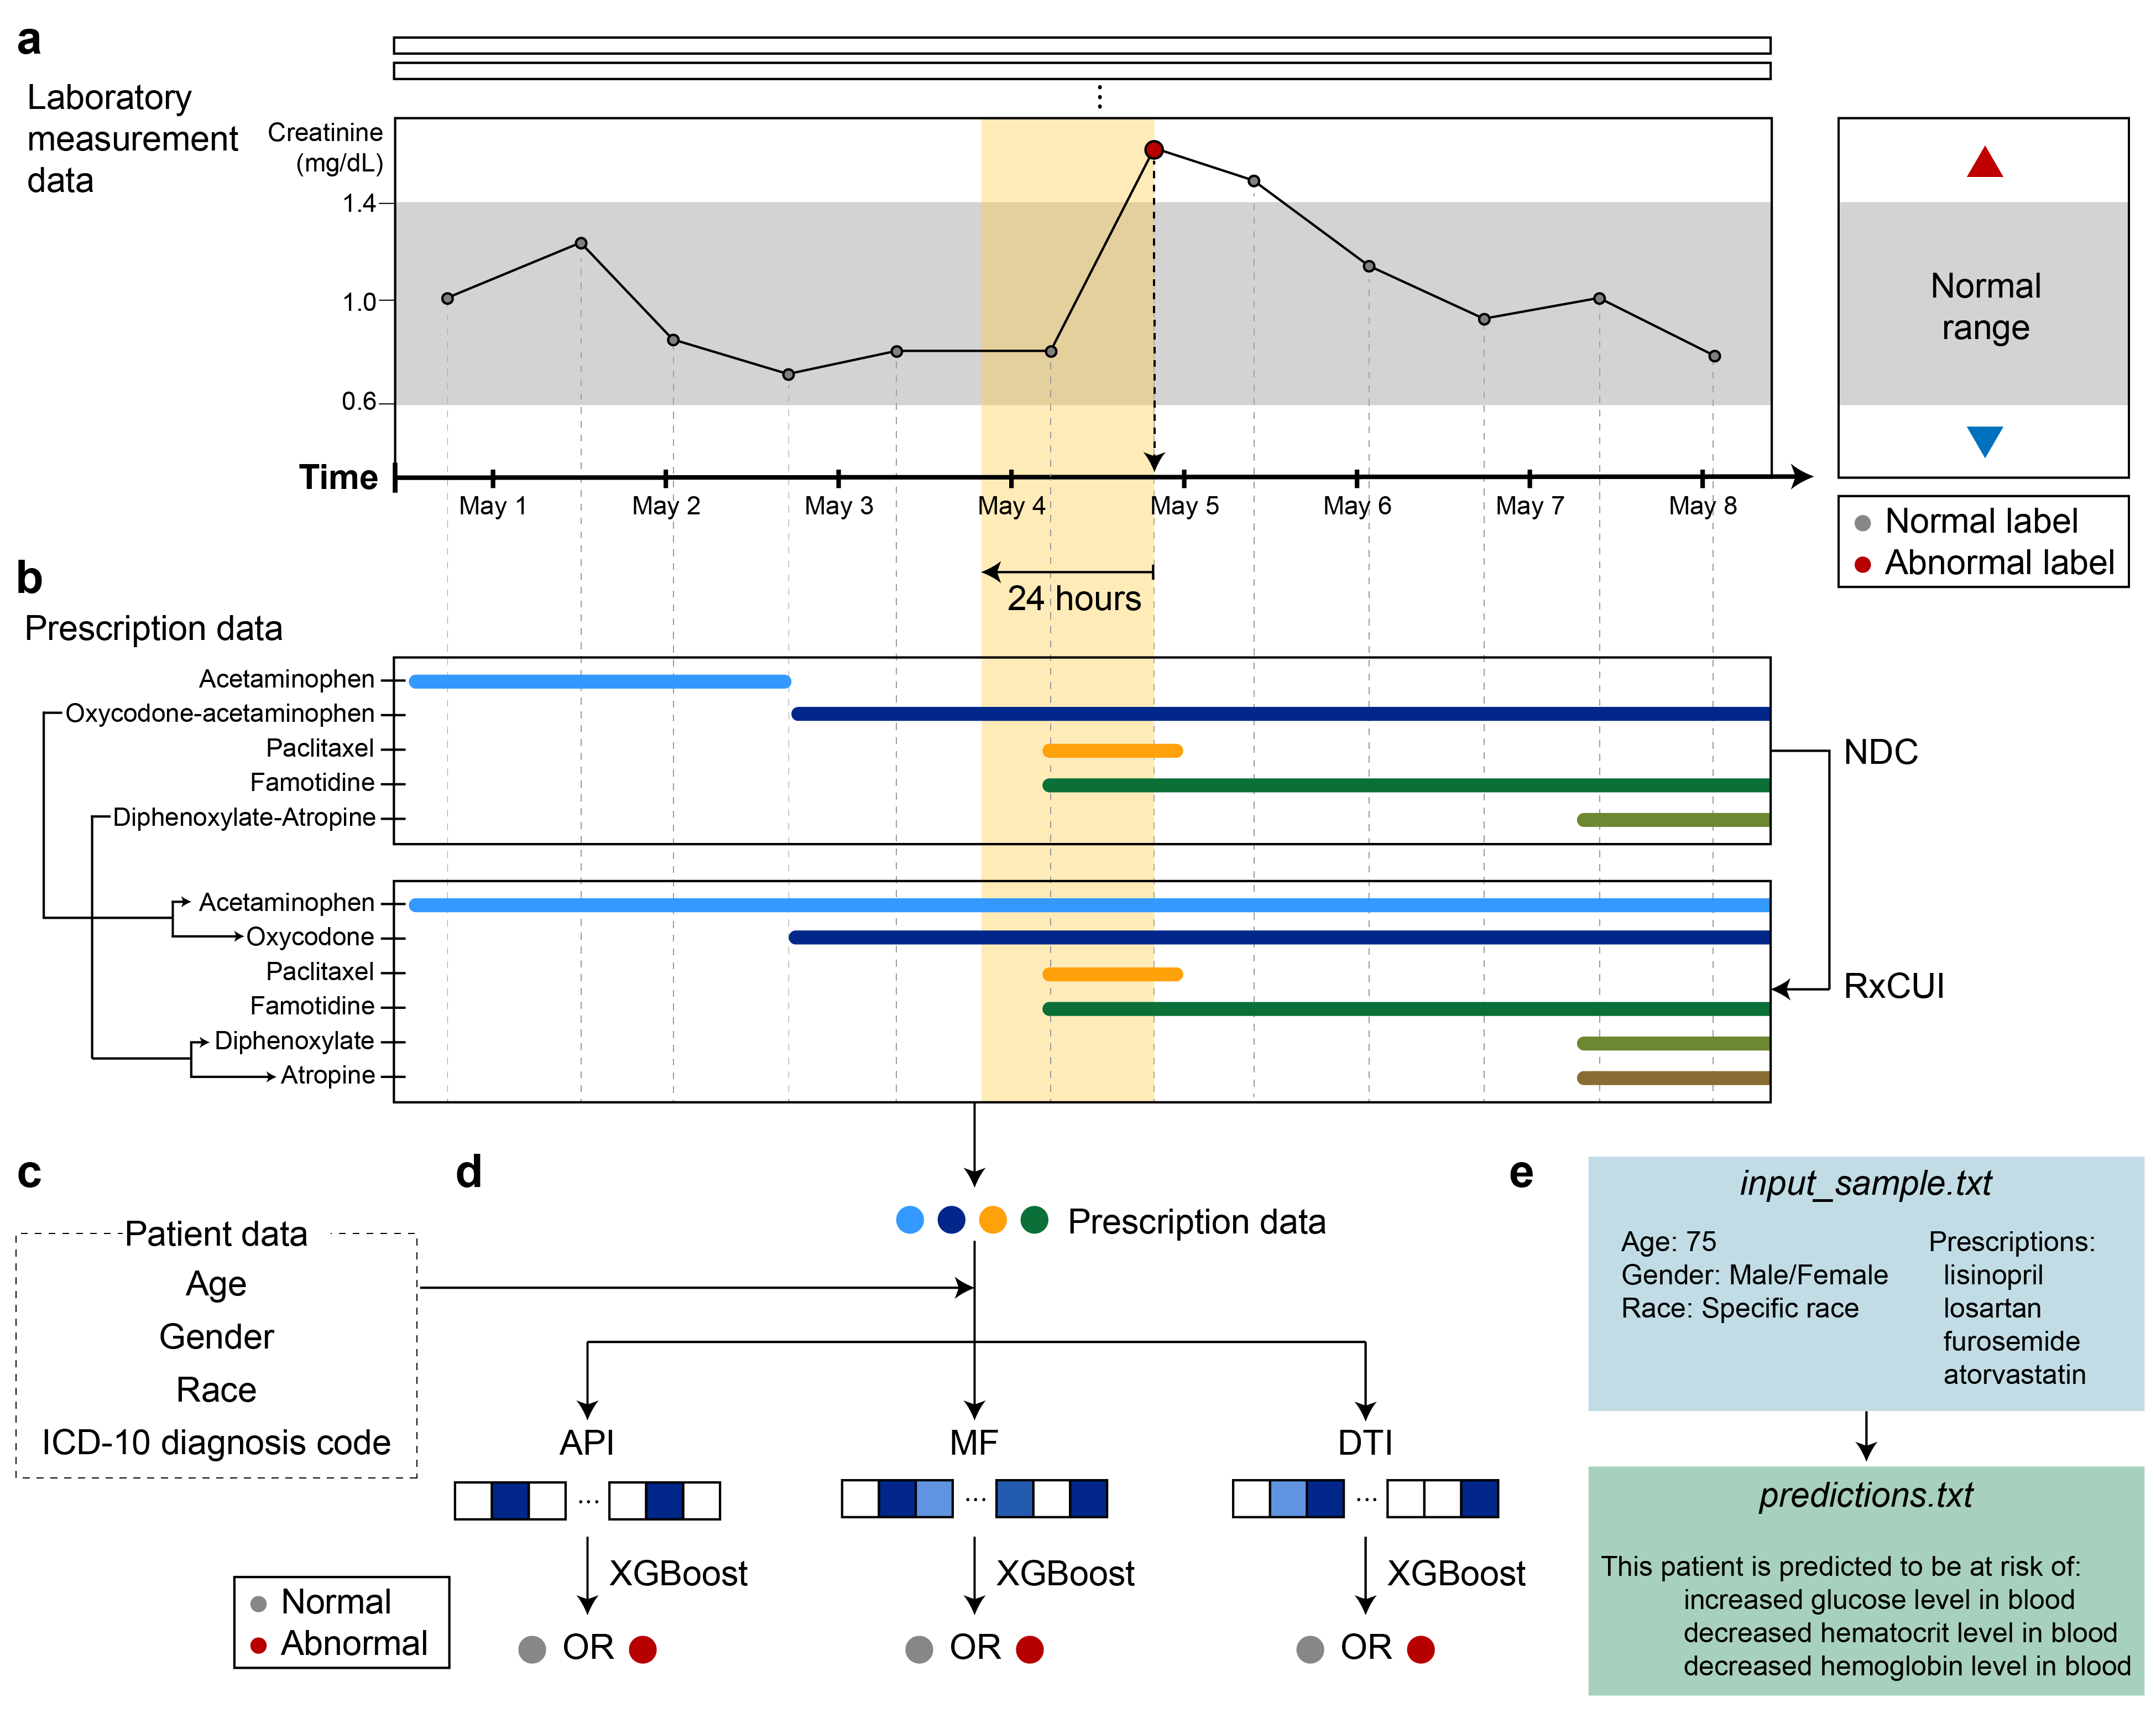 a
Laboratory
measurement
data
Creatinine
(mg/dL)
1.4
1.0
0.6
Normal
range
Time
May 1 May 2 May 3 May 4 May 5 May 6 May 7 May 8
Normal label
Abnormal label
b
24 hours
Prescription data
Acetaminophen
Oxycodone-acetaminophen
Paclitaxel
Famotidine
Diphenoxylate-Atropine
NDC
Acetaminophen
Oxycodone
Paclitaxel
Famotidine
Diphenoxylate
Atropine
RxCUI
c
Patient data
Age
Gender
Race
ICD-10 diagnosis code
d
Prescription data
API MF DTI
... ... ...
XGBoost XGBoost XGBoost
Normal
Abnormal
OR OR OR
e
input_sample.txt
Age: 75
Gender: Male/Female
Race: Specific race
Prescriptions:
lisinopril
losartan
furosemide
atorvastatin
predictions.txt
This patient is predicted to be at risk of:
increased glucose level in blood
decreased hematocrit level in blood
decreased hemoglobin level in blood